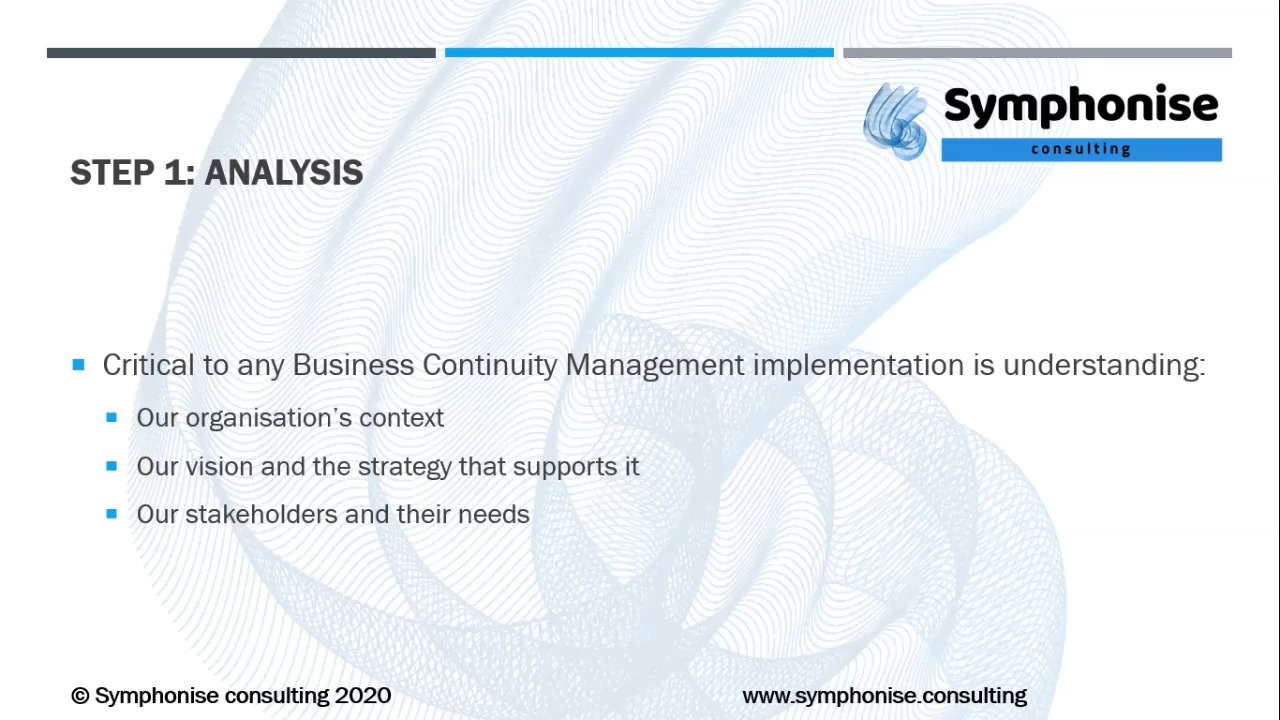 Symphonise
consulting
STEP 1: ANALYSIS
Critical to any Business Continuity Management implementation is understanding:
Our organisation’s context
Our vision and the strategy that supports it
Our stakeholders and their needs
© Symphonise consulting 2020
www.symphonise.consulting